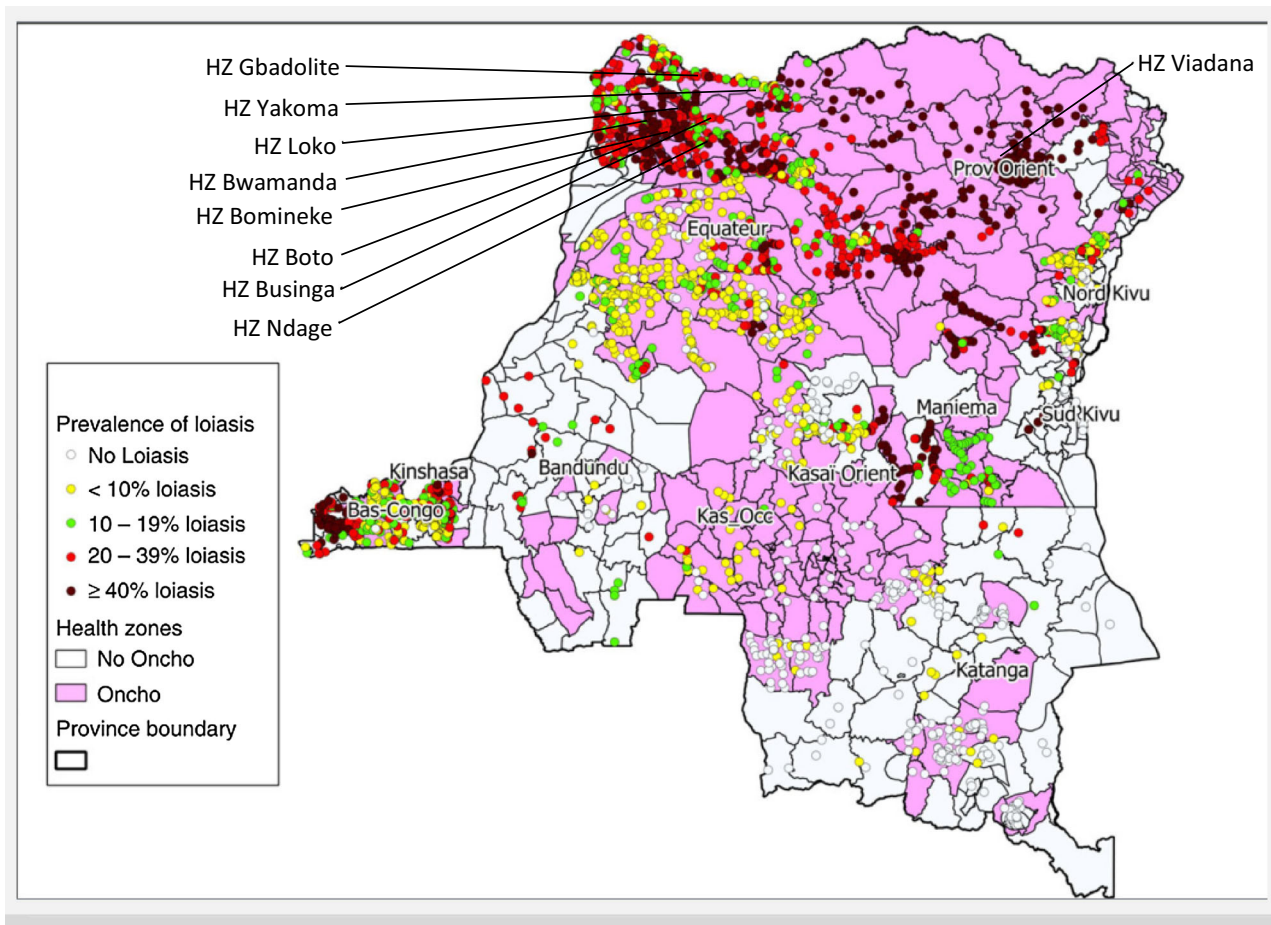 HZ Gbadolite
HZ Yakoma
HZ Loko
HZ Bwamanda
HZ Bomineke
HZ Boto
HZ Businga
HZ Ndage
HZ Viadana
Prov Orient
Equateur
Nord Kivu
Maniema
Sud Kivu
Kinshasa
Bandundu
Kasaï Orient
Bas-Congo
Kas_Occ
Katanga
Prevalence of loiasis
No Loiasis
< 10% loiasis
10 – 19% loiasis
20 – 39% loiasis
≥ 40% loiasis
Health zones
No Oncho
Oncho
Province boundary